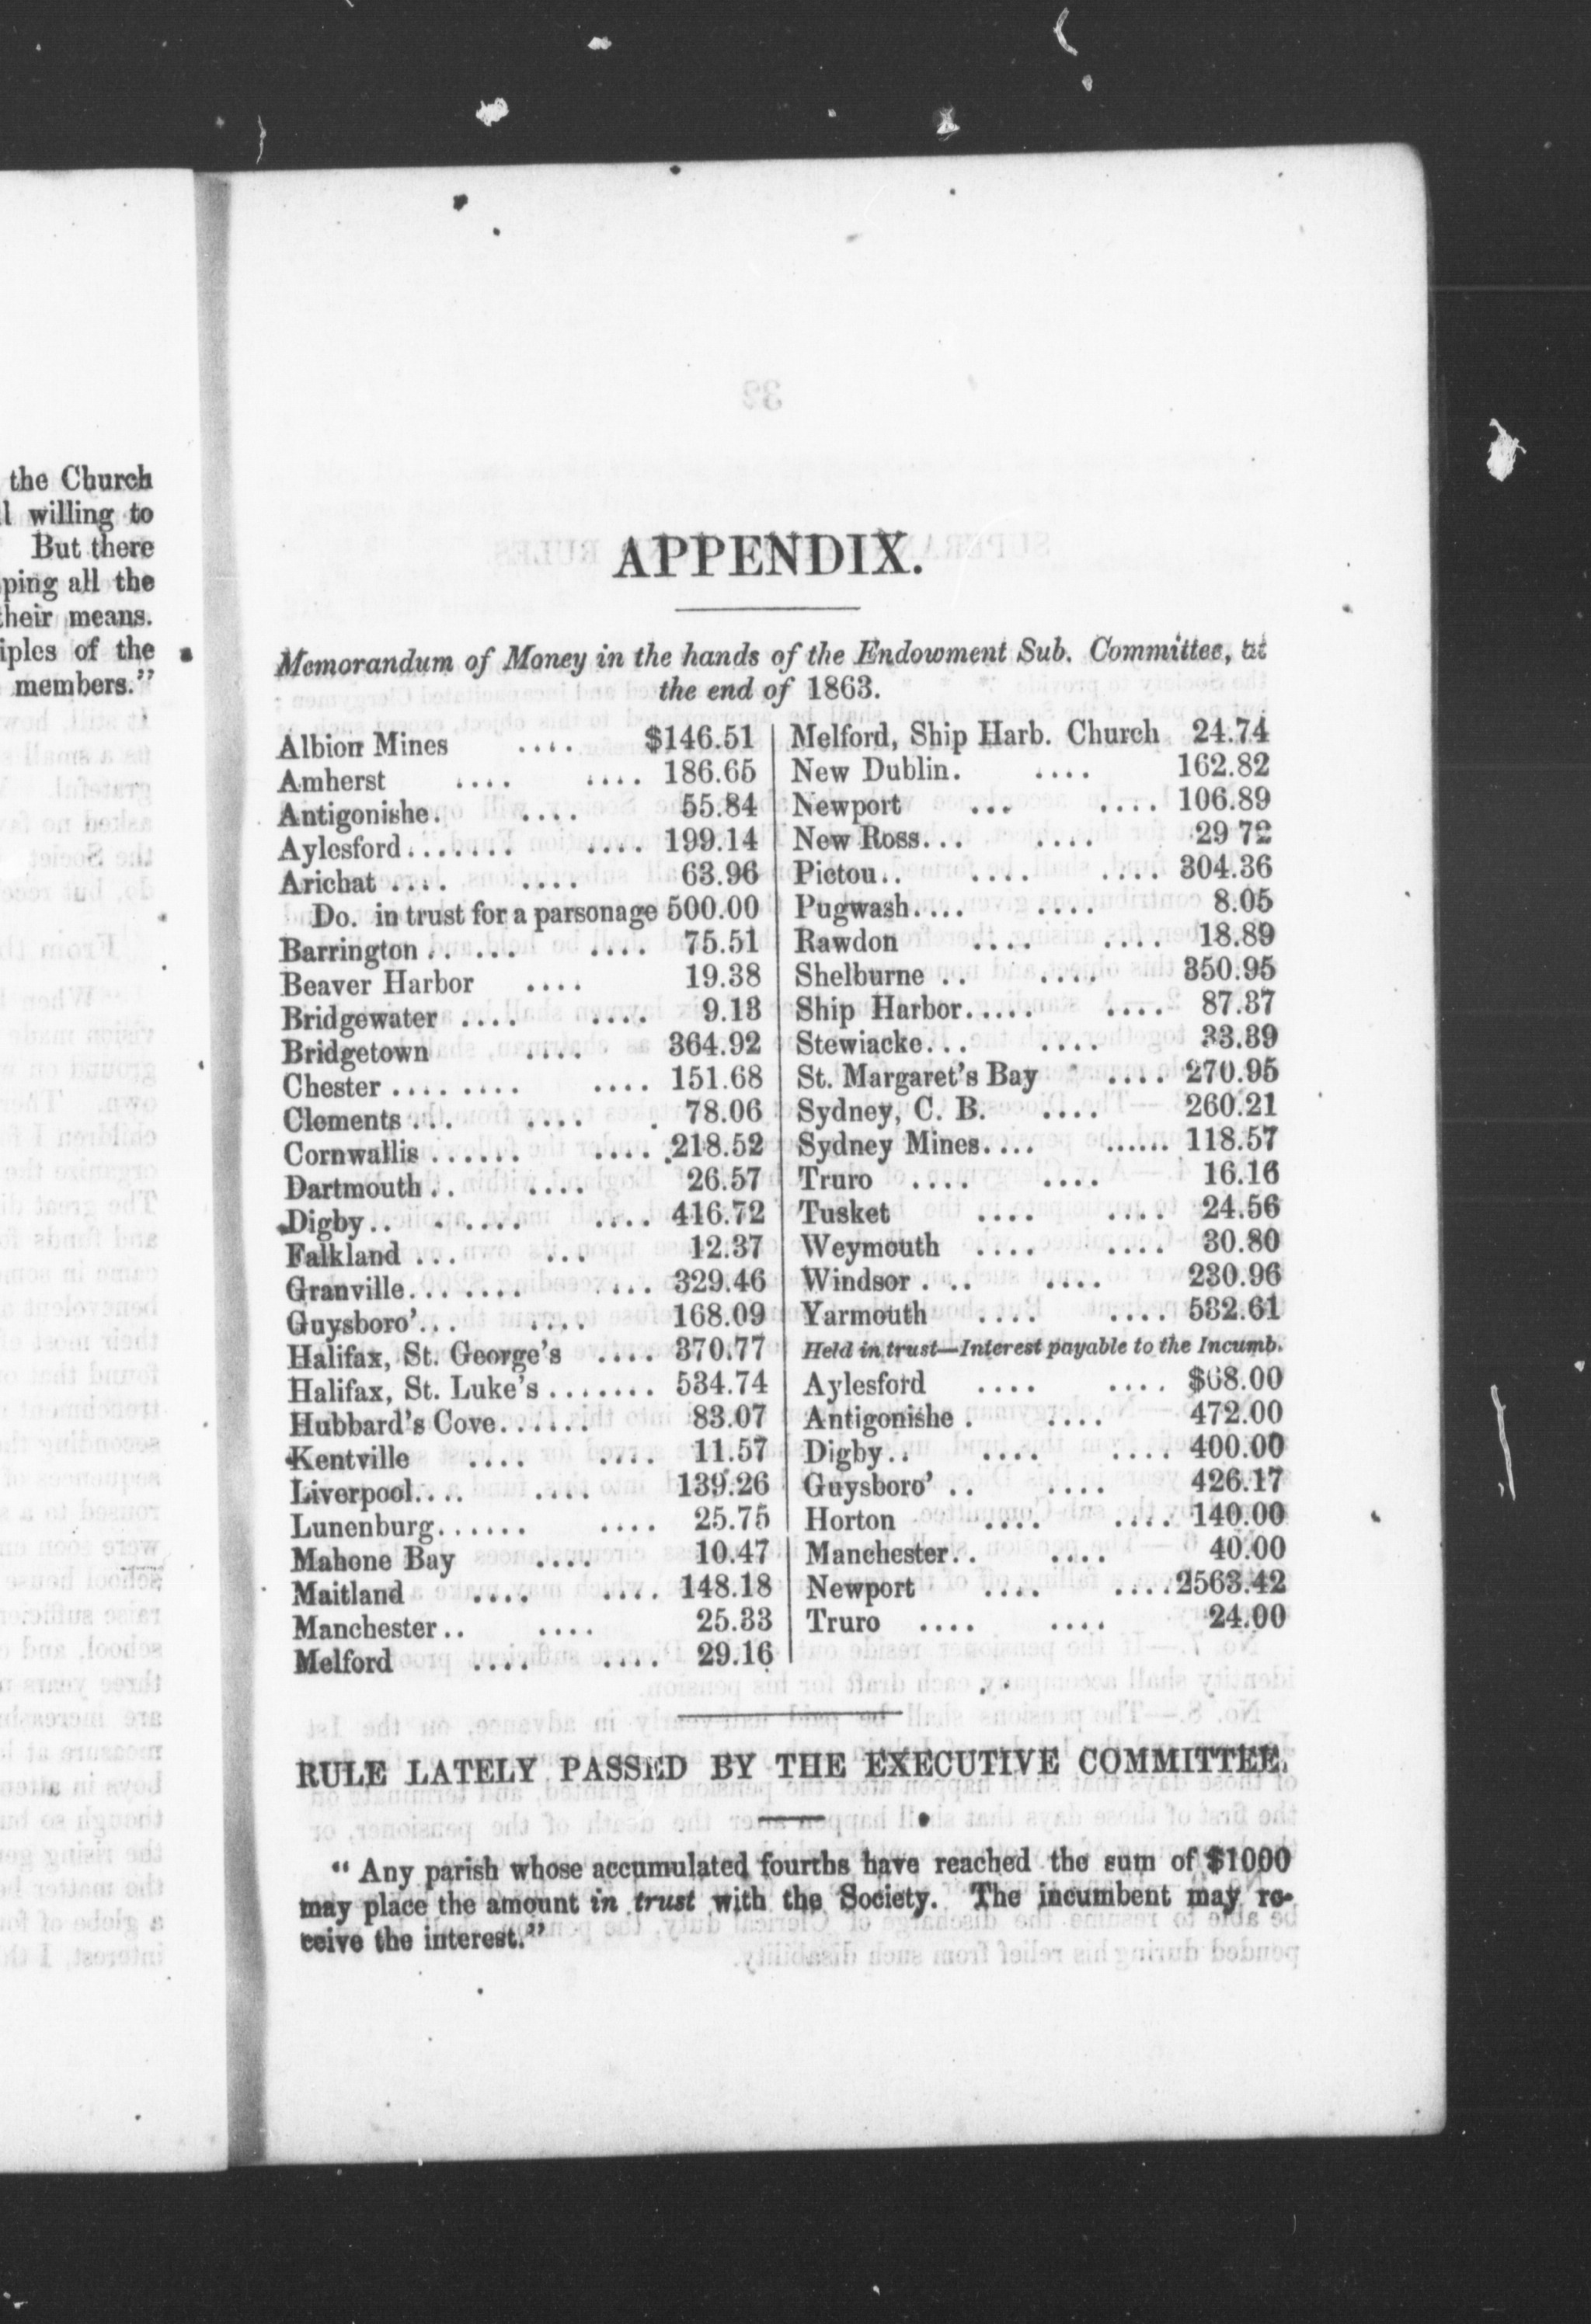 the Church
willing to
But there
ping all the
their means.
iples of the
members."
APPENDIX.
Memorandum of Money in the hands of the Endowment Sub. Committee, at
the end of 1863.
Albion Mines .... $146.51
Amherst .... .... 186.65
Antigonishe. .... 55.84
Aylesford....... .... 199.14
Arichat .... .... 63.96
Do. in trust for a parsonage 500.00
Barrington ...... .... 75.51
Beaver Harbor .... 19.38
Bridgewater .... .... 9.13
Bridgetown .... 364.92
Chester ........ .... 151.68
Clements ... .... 78.06
Cornwallis ...... .... 218.52
Dartmouth .. .... 26.57
Digby.. ...... .... 416.72
Falkland ... ... 12.37
Granville....... .... 329.46
Guysboro'... .... 168.09
Halifax, St. George's .... 370.77
Halifax, St. Luke's ....... 534.74
Hubbard's Cove...... 83.07
Kentville .... .... 11.57
Liverpool.... .... 139.26
Lunenburg...... .... 25.75
Mahone Bay .... 10.47
Maitland .... .... 148.18
Manchester.. .... 25.33
Melford .... .... 29.16
Melford, Ship Harb. Church 24.74
New Dublin. .... 162.82
Newport ... .... 106.89
New Ross... .... 29 72
Pictou.. .... .... 304.36
Pugwash.... .... 8.05
Rawdon .... .... 18.89
Shelburne .. .... 350.95
Ship Harbor..... .... 87.37
Stewiacke... .... 33.39
St. Margaret's Bay .... 270.95
Sydney, C. B. .... 260.21
Sydney Mines.... ...... 118.57
Truro .... .... 16.16
Tusket .... .... 24.56
Weymouth .... .... 30.80
Windsor . .. .... 230.96
Yarmouth .... .... 532.61
Held in trust—Interest payable to the Incumb.
Aylesford .... .... $68.00
Antigonishe . .... 472.00
Digby.. .... .... 400.00
Guysboro' .. .... 426.17
Horton .... .... 140.00
Manchester.. .... 40.00
Newport .... ....2563.42
Truro .... .... 24.00
RULE LATELY PASSED BY THE EXECUTIVE COMMITTEE.
"Any parish whose accumulated fourths have reached the sum of $1000
may place the amount in trust with the Society. The incumbent may re-
ceive the interest."